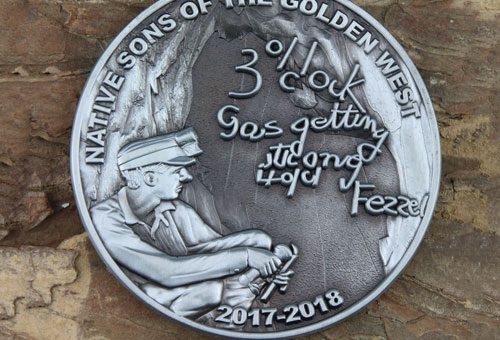 NATIVE SONS OF THE GOLDEN WEST
3 o'clock
Gas getting
strong
Fezzel
2017-2018